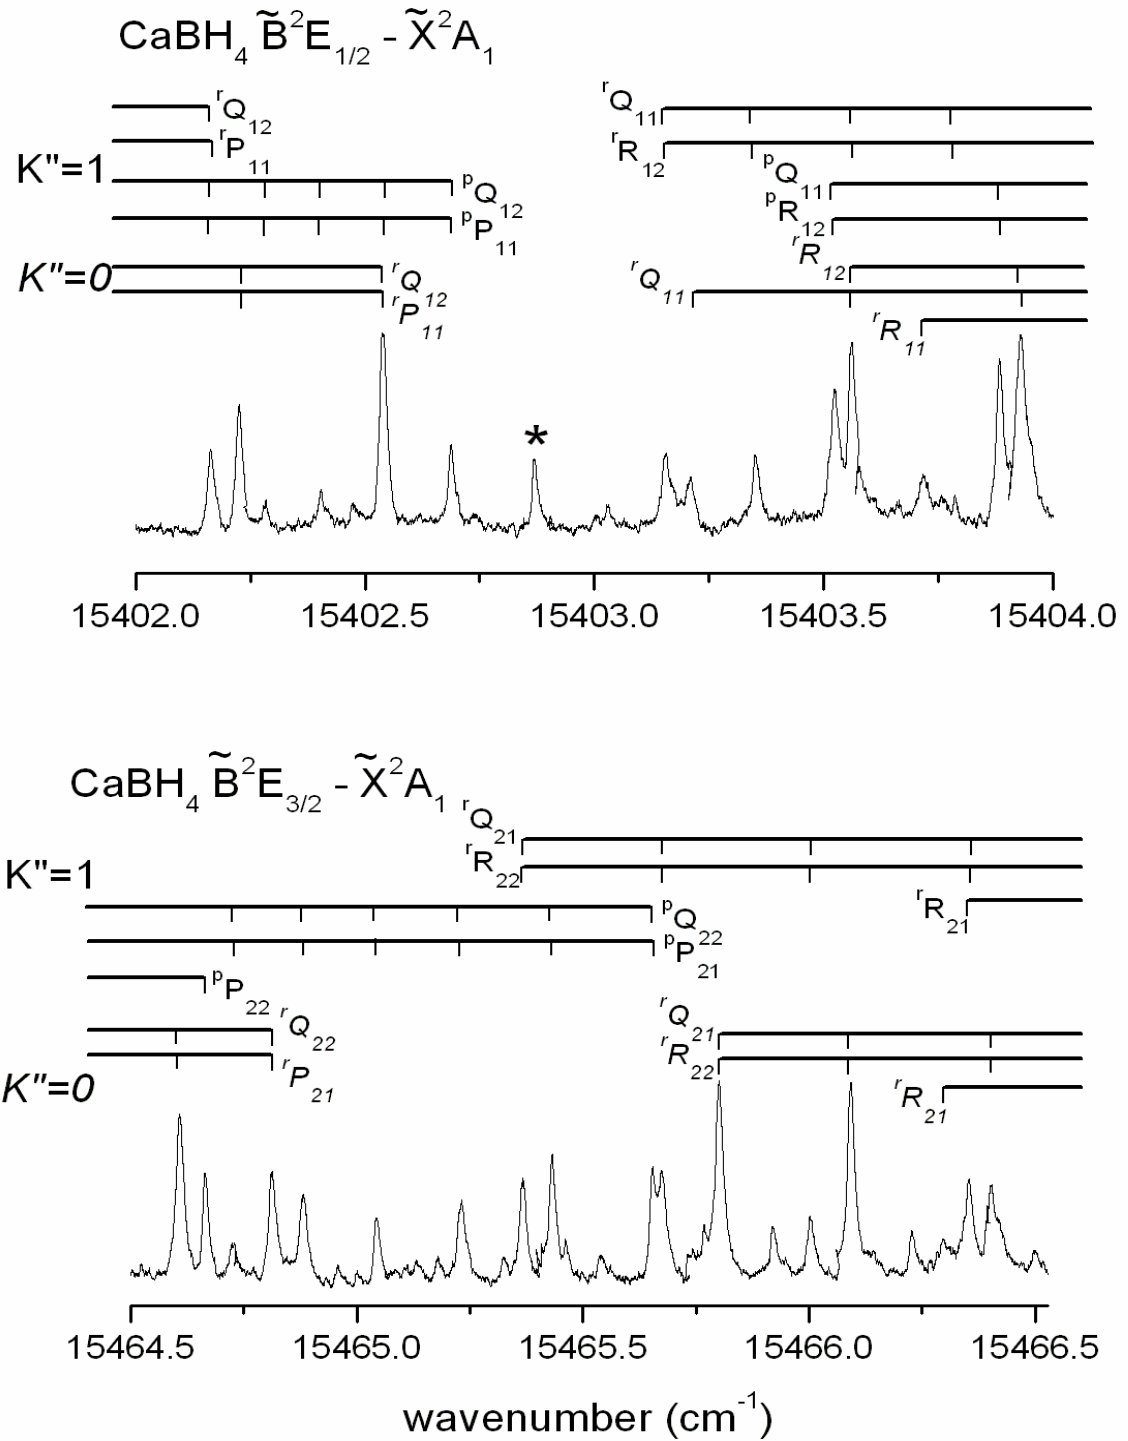 CaBH₄ B̃²E₁/₂ - X̃²A₁
ʳQ₁₂
ʳP₁₁
K"=1
ᵖQ₁₂
ᵖP₁₁
K"=0
ʳQ₁₂
ʳP₁₁
ʳQ₁₁
ʳR₁₂
ᵖQ₁₁
ᵖR₁₂
ʳR₁₂
ʳQ₁₁
ʳR₁₁
*
15402.0 15402.5 15403.0 15403.5 15404.0
CaBH₄ B̃²E₃/₂ - X̃²A₁
ʳQ₂₁
ʳR₂₂
K"=1
ʳR₂₁
ᵖQ₂₂
ᵖP₂₁
ᵖP₂₂
ʳQ₂₂
ʳP₂₁
K"=0
ʳQ₂₁
ʳR₂₂
ʳR₂₁
15464.5 15465.0 15465.5 15466.0 15466.5
wavenumber (cm⁻¹)